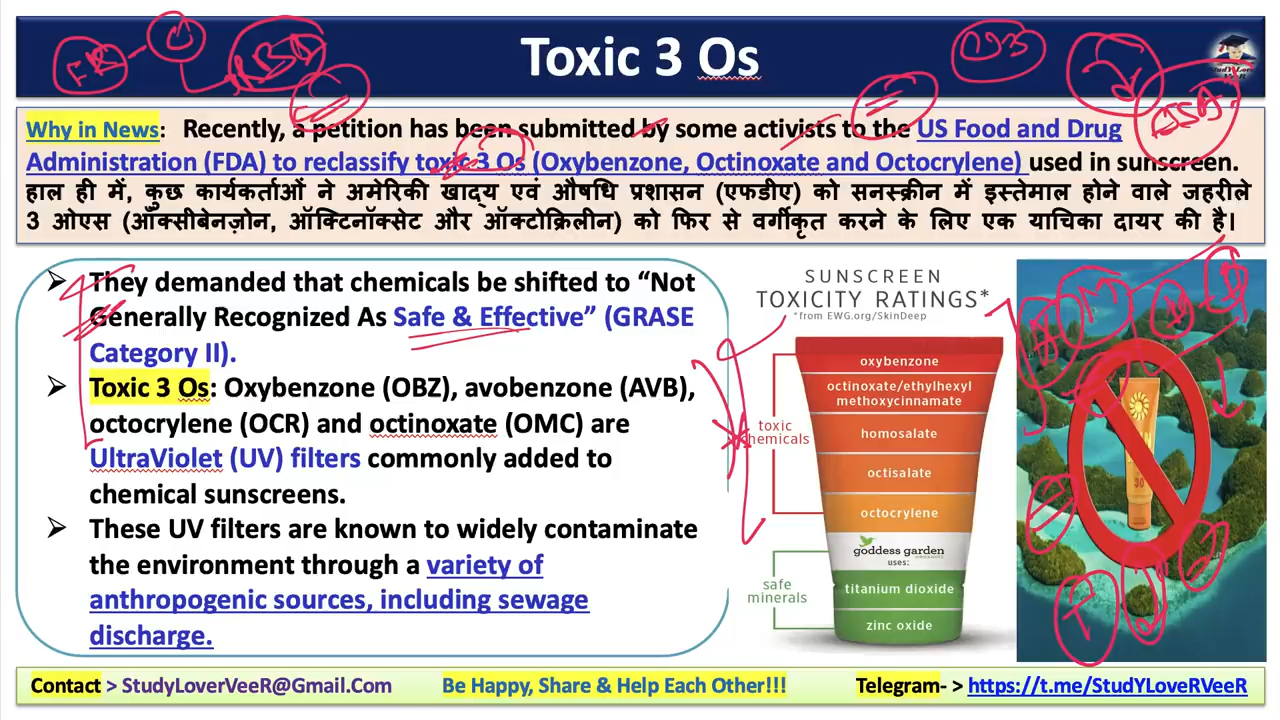 Toxic 3 Os
Why in News: Recently, a petition has been submitted by some activists to the US Food and Drug
Administration (FDA) to reclassify toxic 3 Os (Oxybenzone, Octinoxate and Octocrylene) used in sunscreen.
हाल ही में, कुछ कार्यकर्ताओं ने अमेरिकी खाद्य एवं औषधि प्रशासन (एफडीए) को सनस्क्रीन में इस्तेमाल होने वाले जहरीले
3 ओएस (ऑक्सीबेनज़ोन, ऑक्टिनॉक्सेट और ऑक्टोक्रिलीन) को फिर से वर्गीकृत करने के लिए एक याचिका दायर की है।
➢ They demanded that chemicals be shifted to “Not
Generally Recognized As Safe & Effective” (GRASE
Category II).
➢ Toxic 3 Os: Oxybenzone (OBZ), avobenzone (AVB),
octocrylene (OCR) and octinoxate (OMC) are
UltraViolet (UV) filters commonly added to
chemical sunscreens.
➢ These UV filters are known to widely contaminate
the environment through a variety of
anthropogenic sources, including sewage
discharge.
SUNSCREEN
TOXICITY RATINGS*
*from EWG.org/SkinDeep
oxybenzone
octinoxate/ethylhexyl
methoxycinnamate
toxic
chemicals
homosalate
octisalate
octocrylene
goddess garden
uses:
safe
minerals
titanium dioxide
zinc oxide
30
Contact > StudyLoverVeeR@Gmail.Com
Be Happy, Share & Help Each Other!!!
Telegram- > https://t.me/StudYLoveRVeeR